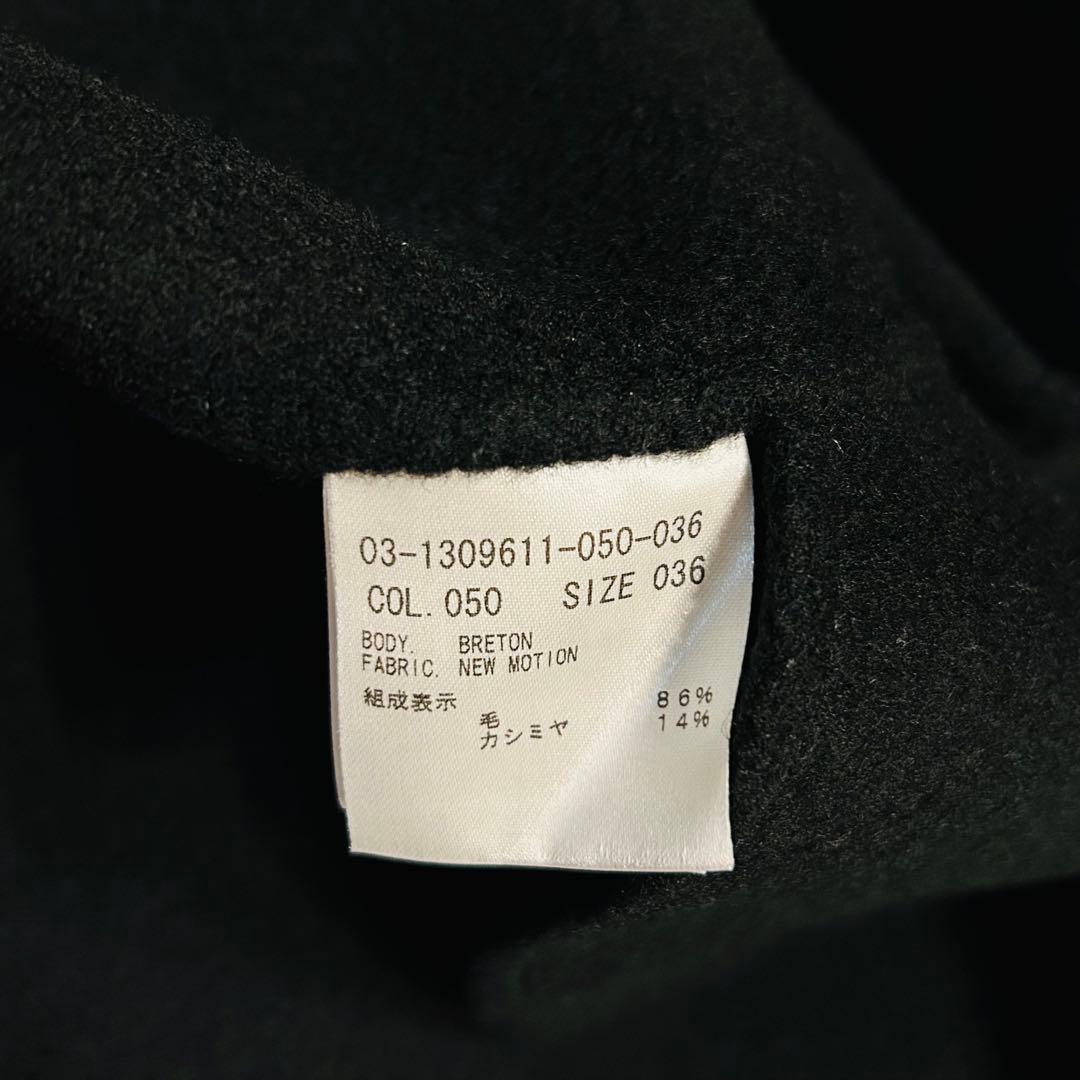 03-1309611-050-036
COL. 050 SIZE 036
BODY. BRETON
FABRIC. NEW MOTION
組成表示
毛 86%
カシミヤ 14%